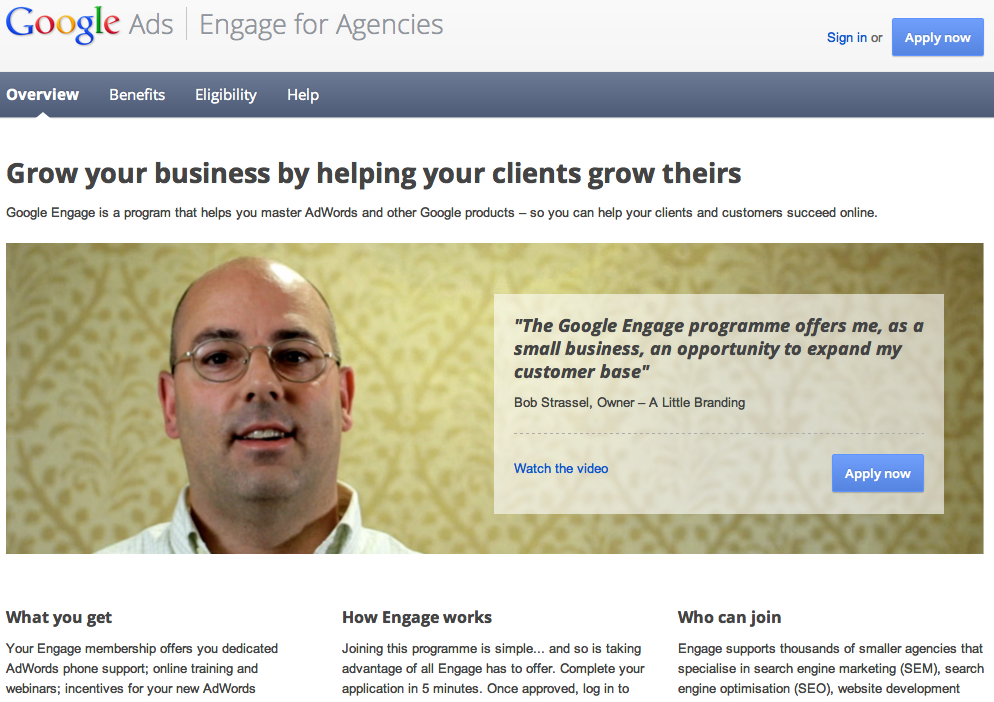 Google Ads | Engage for Agencies
Sign in or Apply now
Overview Benefits Eligibility Help
Grow your business by helping your clients grow theirs
Google Engage is a program that helps you master AdWords and other Google products – so you can help your clients and customers succeed online.
"The Google Engage programme offers me, as a
small business, an opportunity to expand my
customer base"
Bob Strassel, Owner – A Little Branding
Watch the video
Apply now
What you get
Your Engage membership offers you dedicated
AdWords phone support; online training and
webinars; incentives for your new AdWords
How Engage works
Joining this programme is simple... and so is taking
advantage of all Engage has to offer. Complete your
application in 5 minutes. Once approved, log in to
Who can join
Engage supports thousands of smaller agencies that
specialise in search engine marketing (SEM), search
engine optimisation (SEO), website development